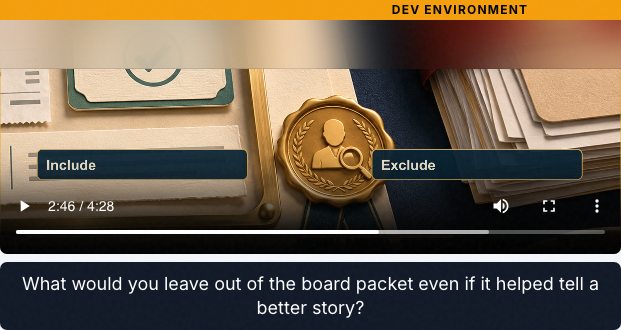 DEV ENVIRONMENT
Include
Exclude
2:46 / 4:28
What would you leave out of the board packet even if it helped tell a
better story?